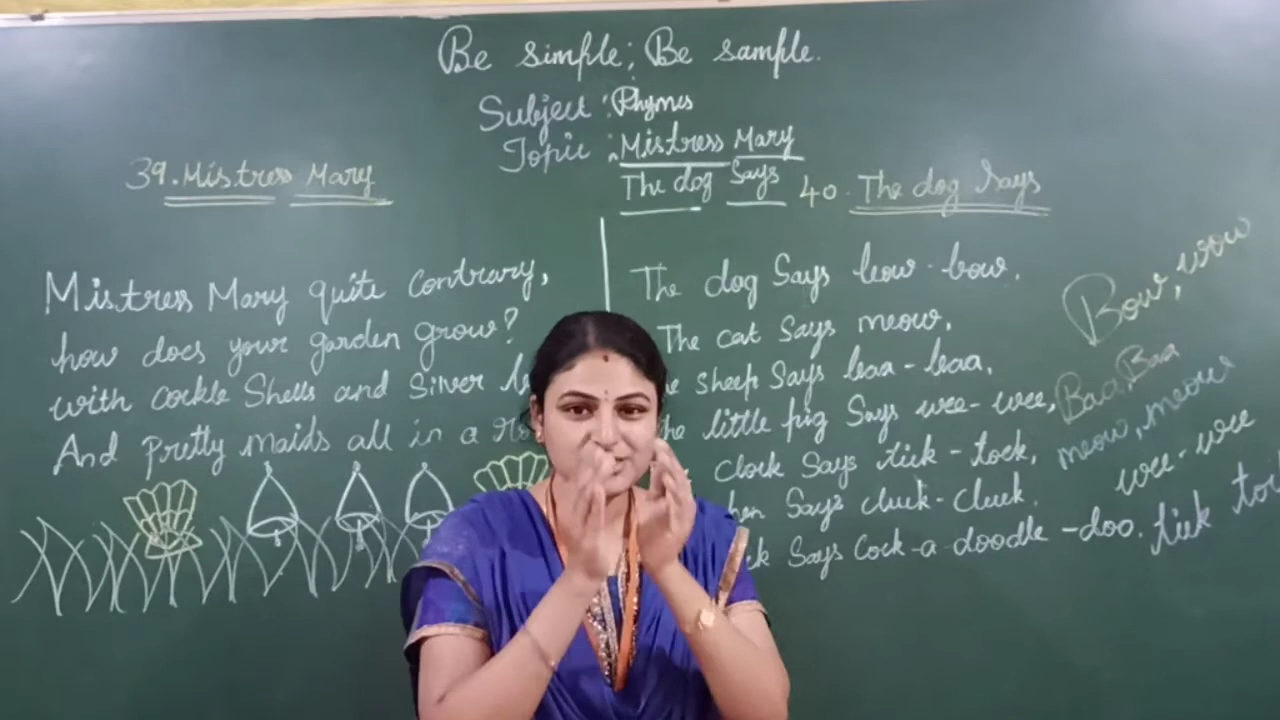 Be simple; Be sample.
Subject : Rhymes
Topic : Mistress Mary
The dog Says
39. Mistress Mary
Mistress Mary quite Contrary,
how does your garden grow?
with cockle Shells and Silver
And Pretty maids all in a
40. The dog Says
The dog Says bow-bow.
The cat Says meow.
sheep Says baa-baa.
little pig Says wee-wee,
clock Says tick-tock,
hen Says cluck-cluck.
Says Cock-a-doodle-doo.
Bow, wow
Baa, Baa
meow, meow
wee-wee
tick